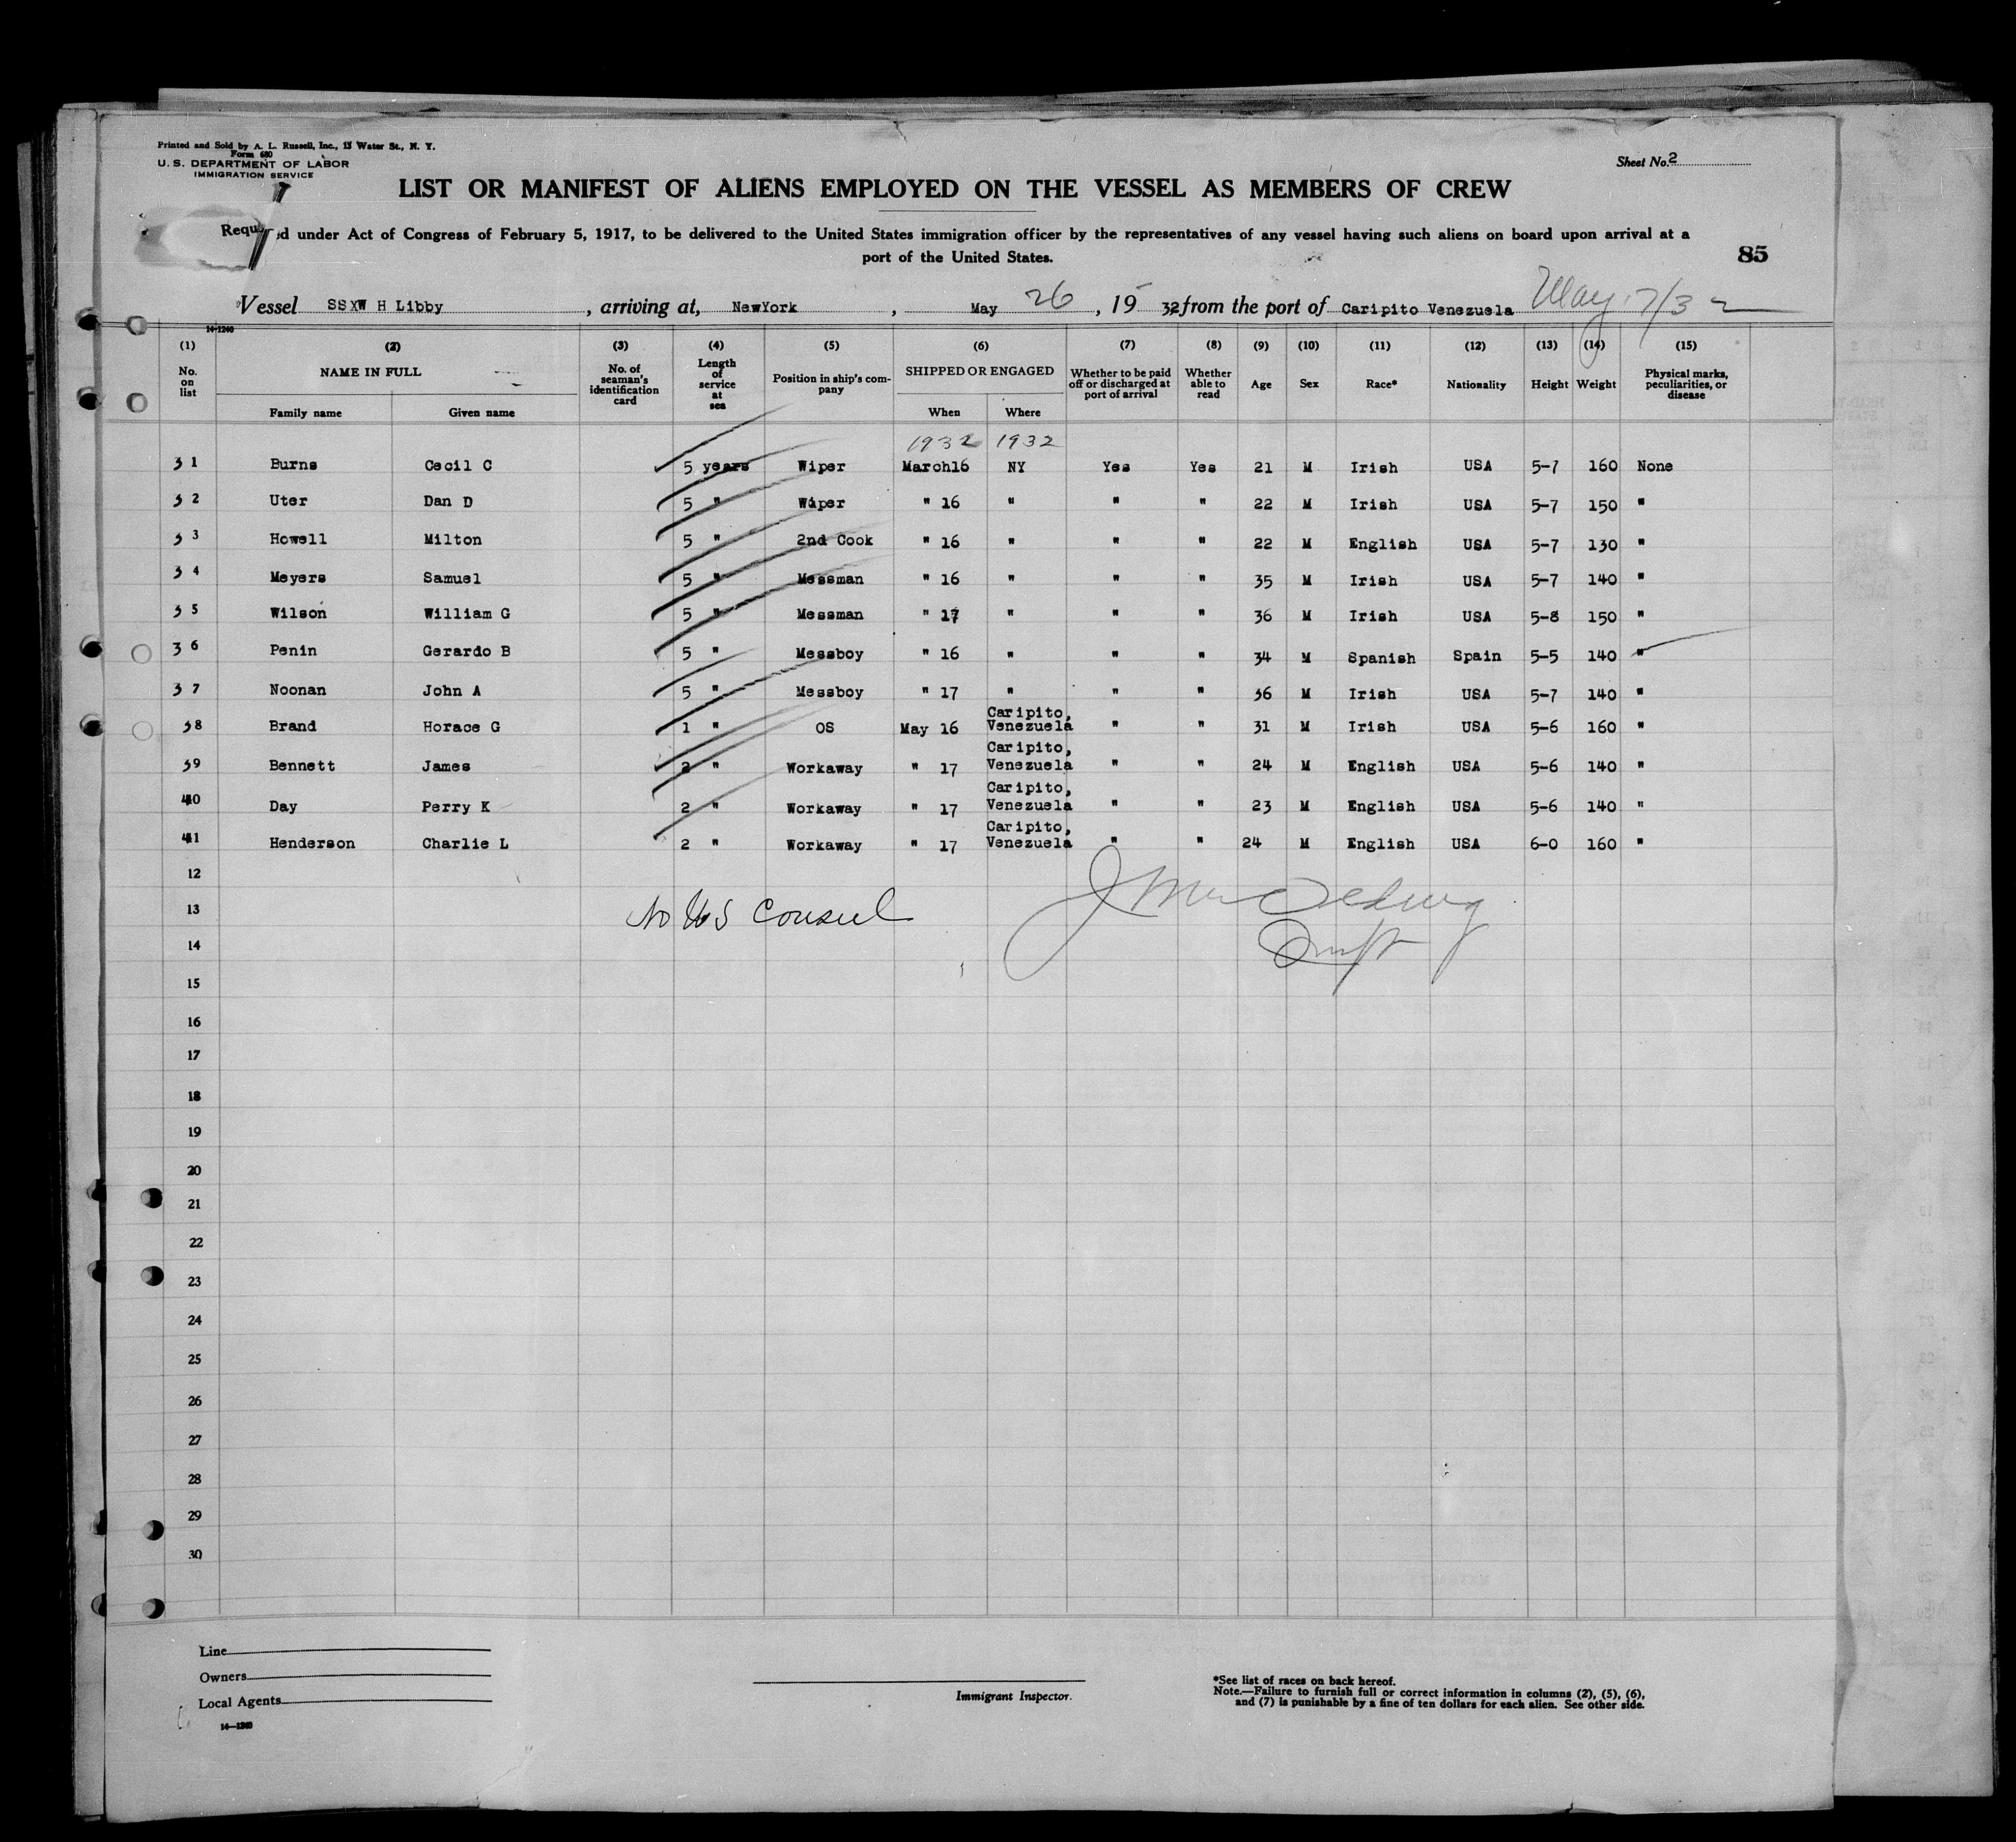 Printed and Sold by A. L. Russell, Inc., 13 Water St., N. Y.
Form 680
U. S. DEPARTMENT OF LABOR
IMMIGRATION SERVICE
Sheet No. 2
LIST OR MANIFEST OF ALIENS EMPLOYED ON THE VESSEL AS MEMBERS OF CREW
Required under Act of Congress of February 5, 1917, to be delivered to the United States immigration officer by the representatives of any vessel having such aliens on board upon arrival at a
port of the United States.
85
Vessel SSXW H Libby, arriving at, NewYork, May 26, 19 32 from the port of Caripito Venezuela May 17/32
14-1240
(1) (2) (3) (4) (5) (6) (7) (8) (9) (10) (11) (12) (13) (14) (15)
No. on list NAME IN FULL No. of seaman's identification card Length of service at sea Position in ship's company SHIPPED OR ENGAGED Whether to be paid off or discharged at port of arrival Whether able to read Age Sex Race* Nationality Height Weight Physical marks, peculiarities, or disease
Family name Given name When Where
1932 1932
31 Burns Cecil C 5 years Wiper March16 NY Yes Yes 21 M Irish USA 5-7 160 None
32 Uter Dan D 5 " Wiper " 16 " " " 22 M Irish USA 5-7 150 "
33 Howell Milton 5 " 2nd Cook " 16 " " " 22 M English USA 5-7 130 "
34 Meyers Samuel 5 " Messman " 16 " " " 35 M Irish USA 5-7 140 "
35 Wilson William G 5 " Messman " 17 " " " 36 M Irish USA 5-8 150 "
36 Penin Gerardo B 5 " Messboy " 16 " " " 34 M Spanish Spain 5-5 140 "
37 Noonan John A 5 " Messboy " 17 " " " 36 M Irish USA 5-7 140 "
38 Brand Horace G 1 " OS May 16 Caripito, Venezuela " " 31 M Irish USA 5-6 160 "
39 Bennett James 2 " Workaway " 17 Caripito, Venezuela " " 24 M English USA 5-6 140 "
40 Day Perry K 2 " Workaway " 17 Caripito, Venezuela " " 23 M English USA 5-6 140 "
41 Henderson Charlie L 2 " Workaway " 17 Caripito, Venezuela " " 24 M English USA 6-0 160 "
12
13 No US Consul
14
15
16
17
18
19
20
21
22
23
24
25
26
27
28
29
30
Line
Owners
Local Agents
14-1240
Immigrant Inspector.
*See list of races on back hereof.
Note.—Failure to furnish full or correct information in columns (2), (5), (6),
and (7) is punishable by a fine of ten dollars for each alien. See other side.